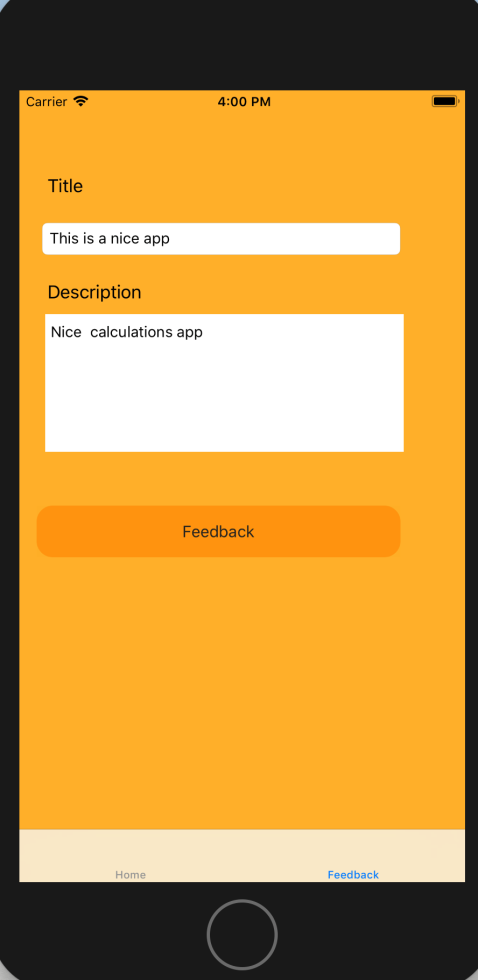 Carrier 4:00 PM
Title
This is a nice app
Description
Nice  calculations app
Feedback
Home Feedback